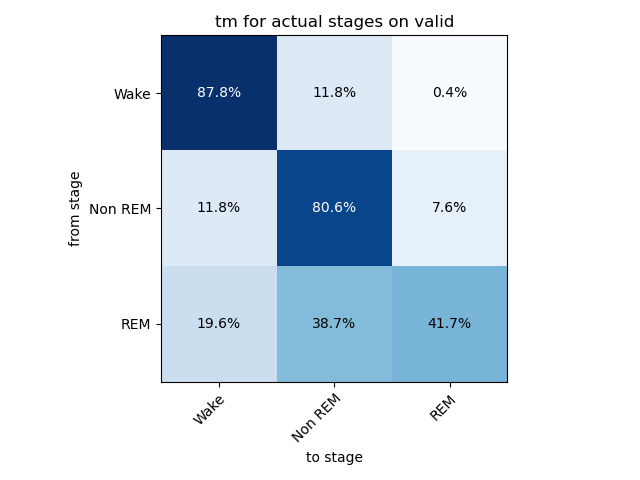 tm for actual stages on valid
Wake 87.8% 11.8% 0.4%
Non REM 11.8% 80.6% 7.6%
REM 19.6% 38.7% 41.7%
from stage
Wake Non REM REM
to stage